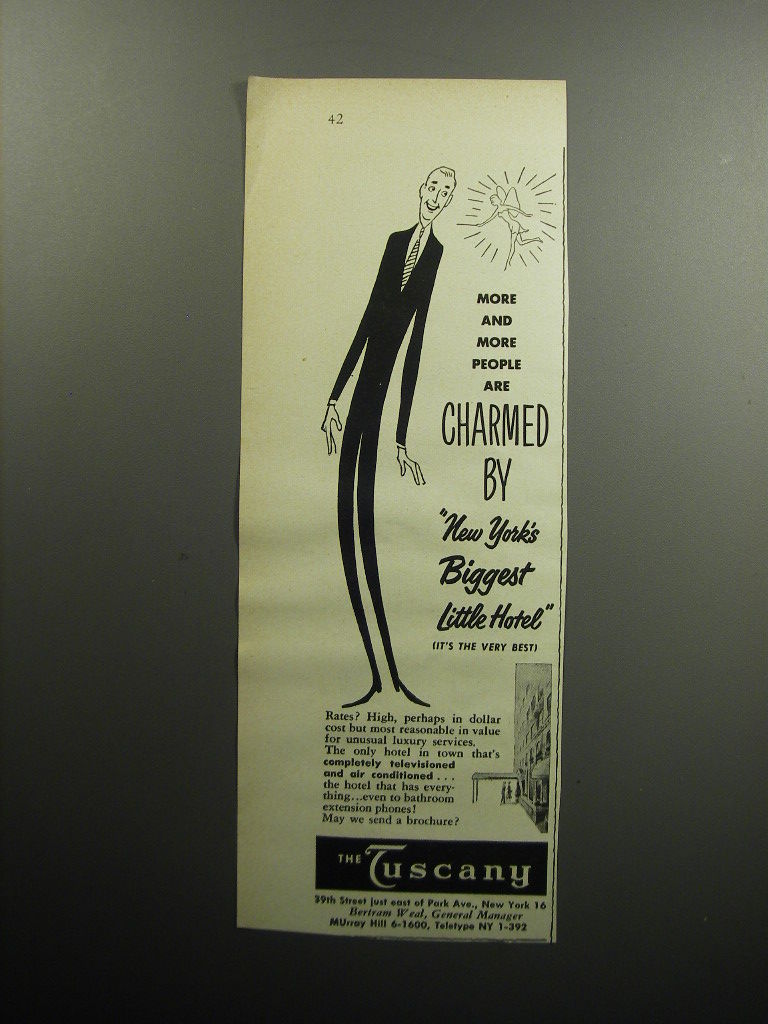 42
MORE
AND
MORE
PEOPLE
ARE
CHARMED
BY
"New York's
Biggest
Little Hotel"
(IT'S THE VERY BEST)
Rates? High, perhaps in dollar
cost but most reasonable in value
for unusual luxury services.
The only hotel in town that's
completely televisioned
and air conditioned...
the hotel that has every-
thing...even to bathroom
extension phones!
May we send a brochure?
THE Tuscany
39th Street just east of Park Ave., New York 16
Bertram Weal, General Manager
MUrray Hill 6-1600, Teletype NY 1-392